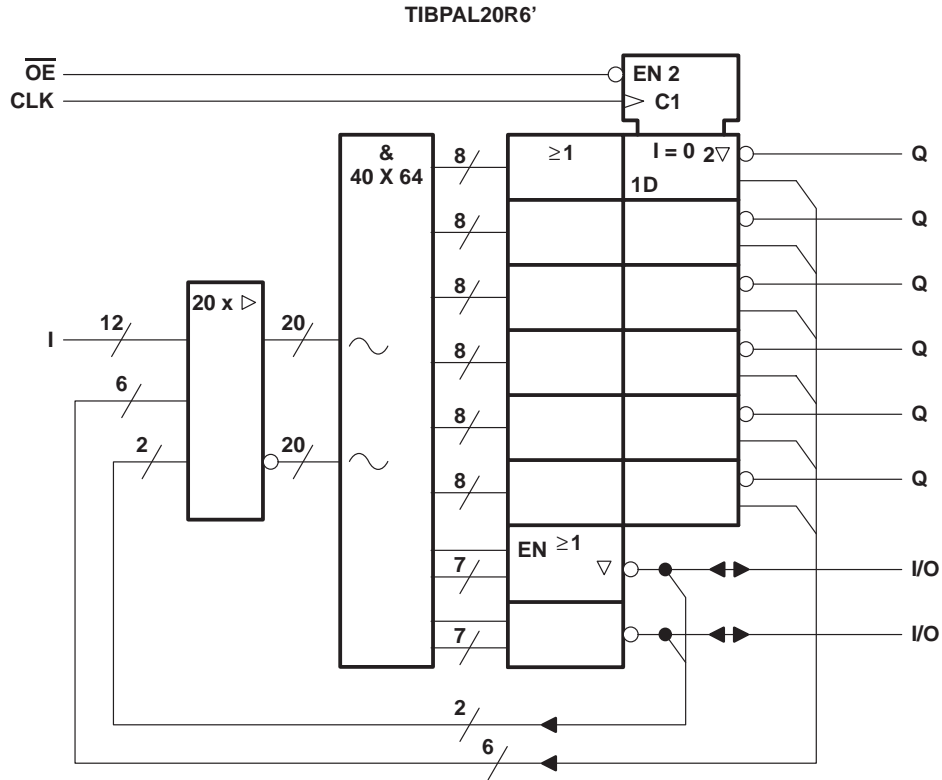 TIBPAL20R6’
OE
EN 2
CLK
C1
&
40 X 64
8
≥1
I = 0 2▽
Q
1D
8
Q
8
Q
20 x ▷
I
12
20
8
Q
6
8
Q
2
20
8
Q
EN ≥1
7
▽
I/O
7
I/O
2
6